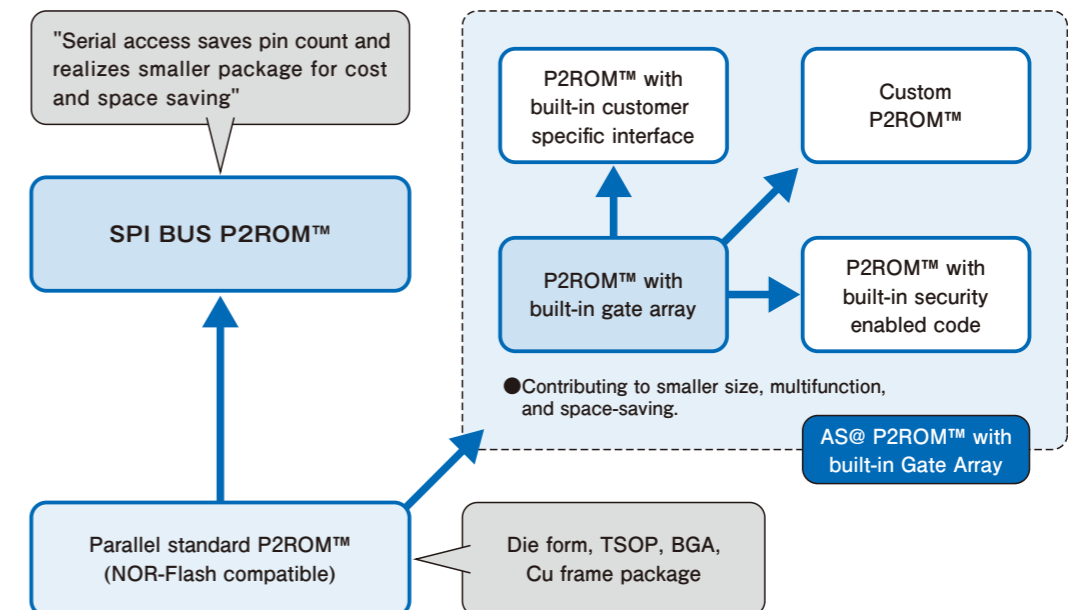 "Serial access saves pin count and
realizes smaller package for cost
and space saving"
SPI BUS P2ROM™
P2ROM™ with
built-in customer
specific interface
Custom
P2ROM™
P2ROM™ with
built-in gate array
P2ROM™ with
built-in security
enabled code
●Contributing to smaller size, multifunction,
and space-saving.
AS@ P2ROM™ with
built-in Gate Array
Parallel standard P2ROM™
(NOR-Flash compatible)
Die form, TSOP, BGA,
Cu frame package